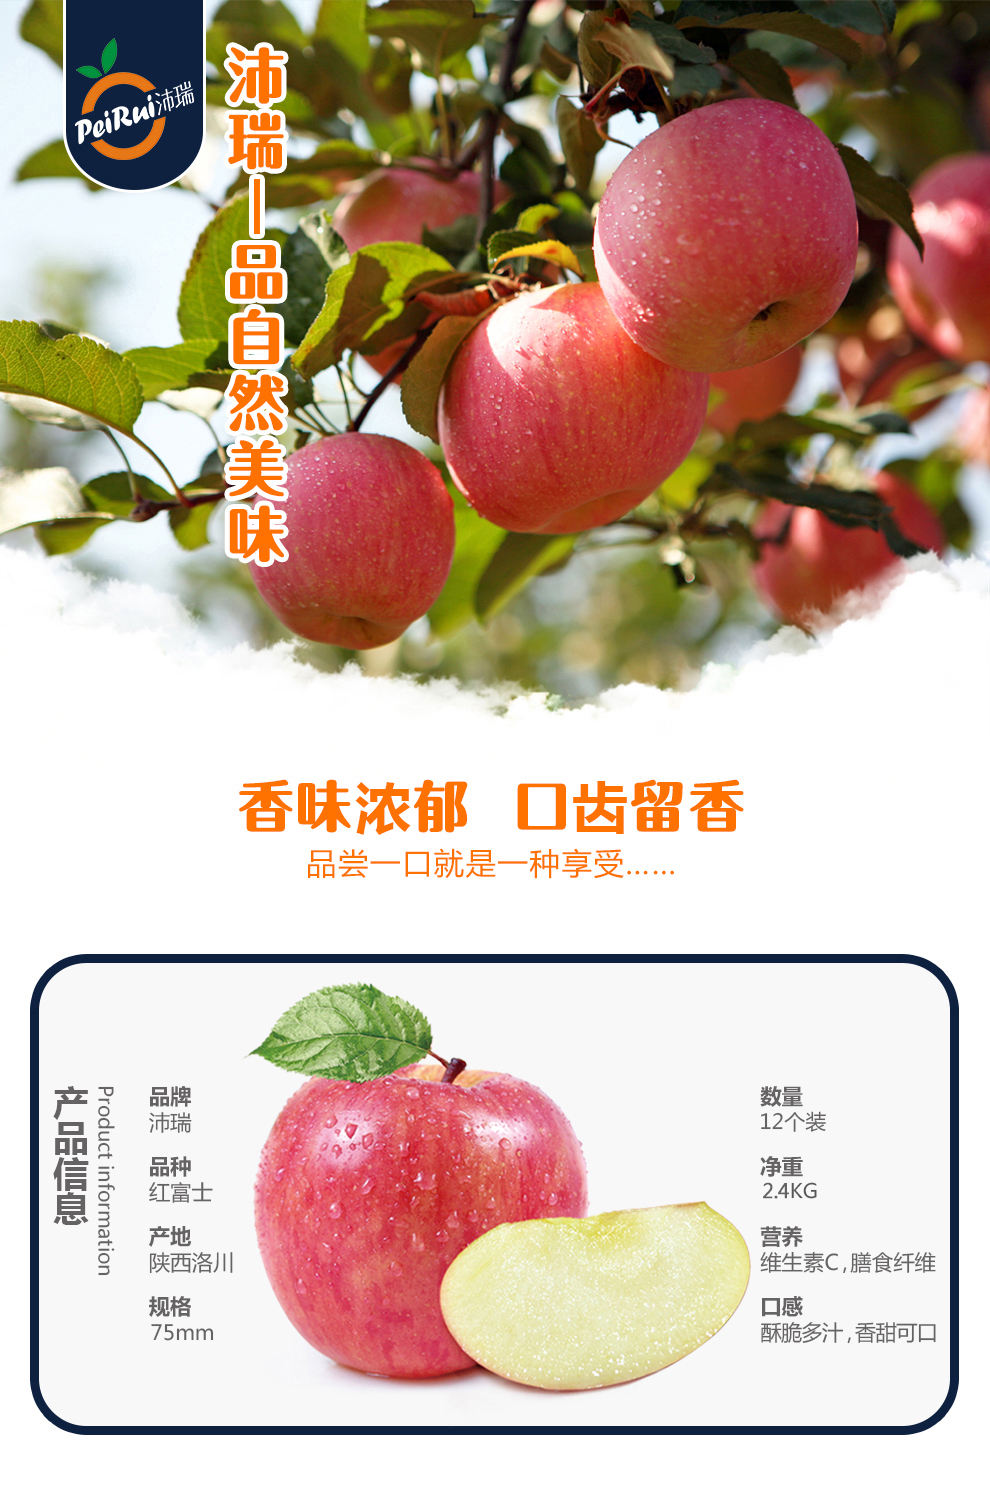 PeiRui沛瑞
沛瑞—品自然美味
香味浓郁 口齿留香
品尝一口就是一种享受……
产品信息
Product information
品牌
沛瑞
品种
红富士
产地
陕西洛川
规格
75mm
数量
12个装
净重
2.4KG
营养
维生素C,膳食纤维
口感
酥脆多汁,香甜可口